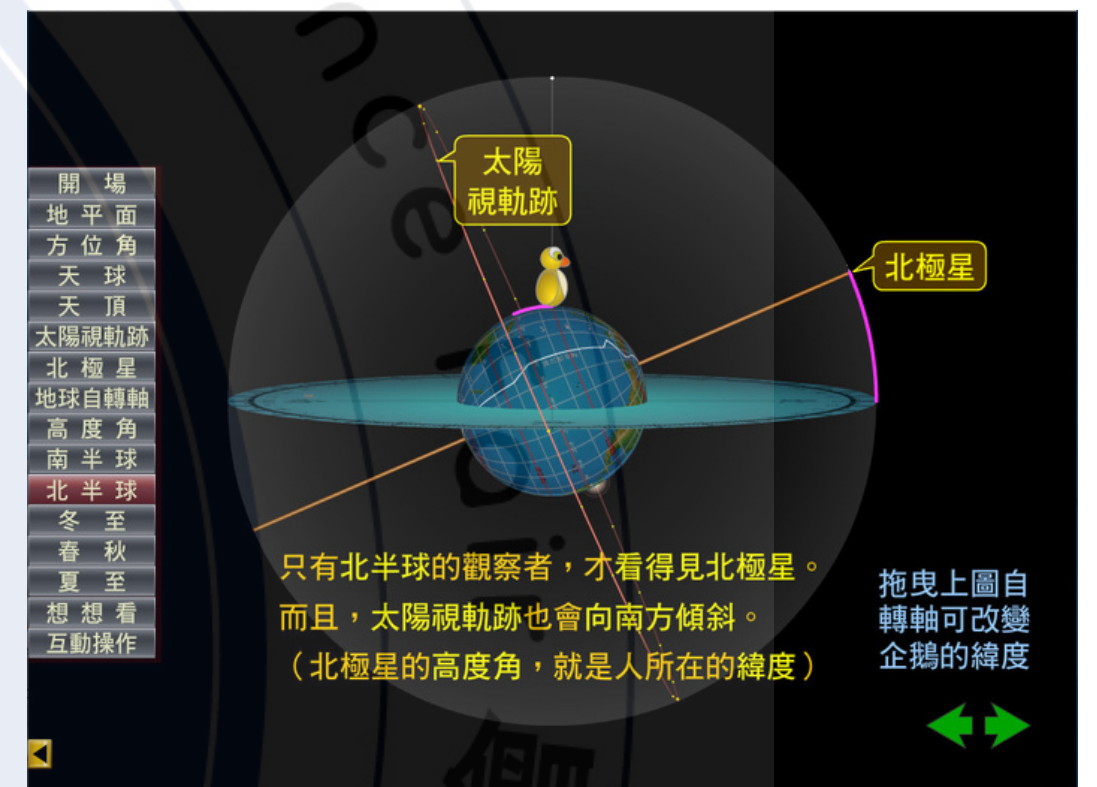 太陽
視軌跡
北極星
開 場
地 平 面
方 位 角
天 球
天 頂
太陽視軌跡
北 極 星
地球自轉軸
高 度 角
南 半 球
北 半 球
冬 至
春 秋
夏 至
想 想 看
互動操作
只有北半球的觀察者，才看得見北極星。
而且，太陽視軌跡也會向南方傾斜。
（北極星的高度角，就是人所在的緯度）
拖曳上圖自
轉軸可改變
企鵝的緯度